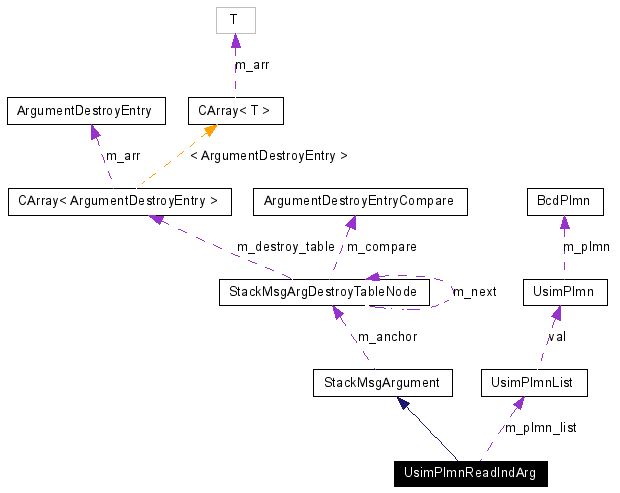 T
m_arr
ArgumentDestroyEntry
CArray< T >
m_arr
< ArgumentDestroyEntry >
CArray< ArgumentDestroyEntry >
ArgumentDestroyEntryCompare
BcdPlmn
m_destroy_table
m_compare
m_plmn
StackMsgArgDestroyTableNode
m_next
UsimPlmn
m_anchor
val
StackMsgArgument
UsimPlmnList
m_plmn_list
UsimPlmnReadIndArg